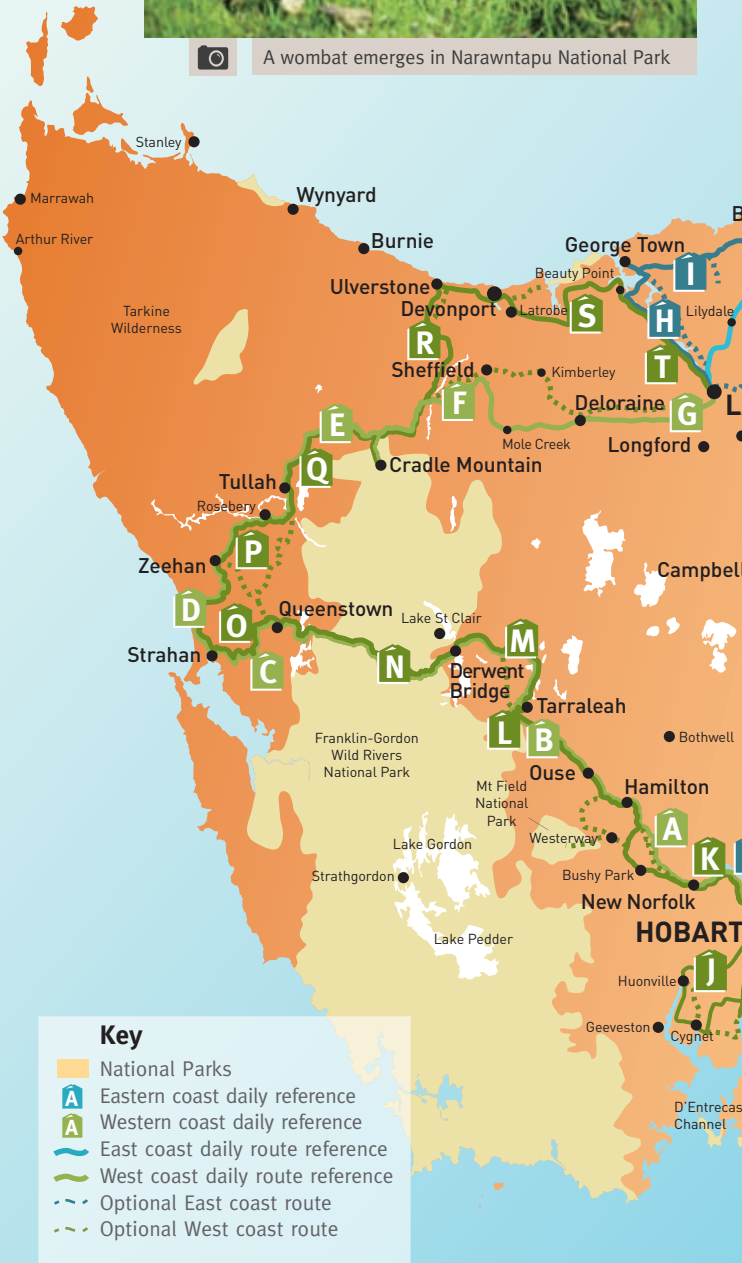 A wombat emerges in Narawntapu National Park
Stanley
Marrawah
Wynyard
Arthur River
Burnie
George Town
I
Beauty Point
Ulverstone
Devonport
Latrobe
S
H
Lilydale
Tarkine
Wilderness
R
T
Sheffield
Kimberley
F
Deloraine
G
L
E
Mole Creek
Longford
Q
Cradle Mountain
Tullah
Rosebery
P
Zeehan
Campbell
D
O
Queenstown
Lake St Clair
Strahan
C
N
M
Derwent
Bridge
Tarraleah
L
B
Franklin-Gordon
Wild Rivers
National Park
Bothwell
Ouse
Mt Field
National
Park
Hamilton
A
Westerway
K
Lake Gordon
Strathgordon
Bushy Park
New Norfolk
HOBART
Lake Pedder
J
Huonville
Geeveston
Cygnet
D'Entrecas
Channel
Key
National Parks
A Eastern coast daily reference
A Western coast daily reference
East coast daily route reference
West coast daily route reference
Optional East coast route
Optional West coast route